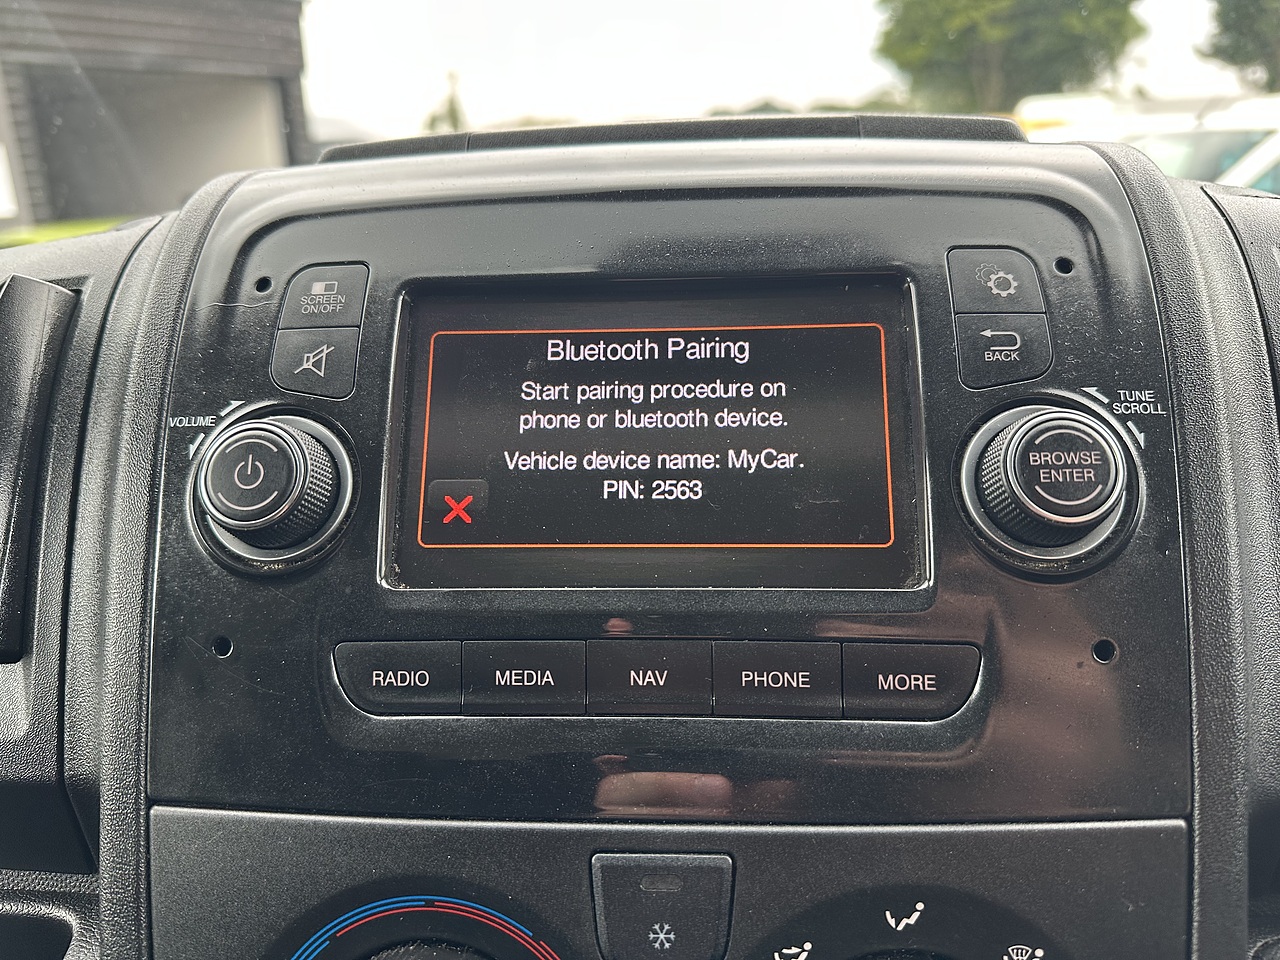 SCREEN
ON/OFF
VOLUME
Bluetooth Pairing
Start pairing procedure on
phone or bluetooth device.
Vehicle device name: MyCar.
PIN: 2563
BACK
TUNE
SCROLL
BROWSE
ENTER
RADIO
MEDIA
NAV
PHONE
MORE